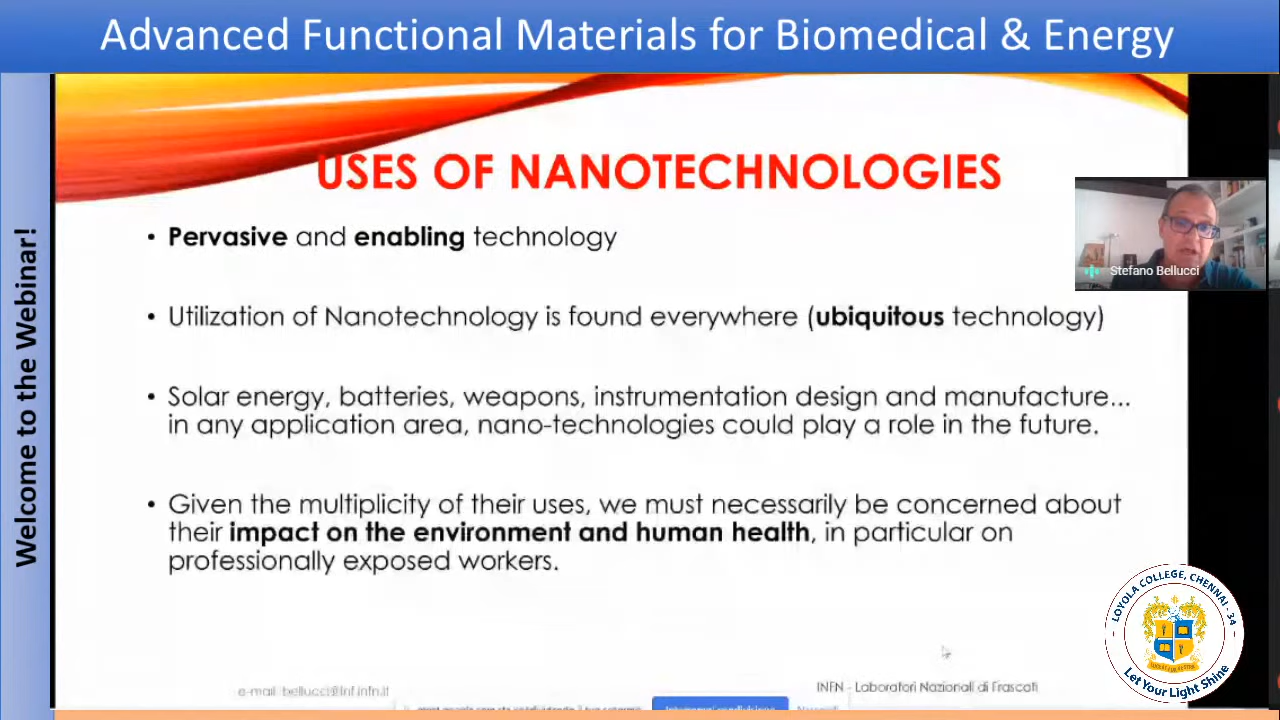 Advanced Functional Materials for Biomedical & Energy
Welcome to the Webinar!
USES OF NANOTECHNOLOGIES
• Pervasive and enabling technology
• Utilization of Nanotechnology is found everywhere (ubiquitous technology)
• Solar energy, batteries, weapons, instrumentation design and manufacture...
in any application area, nano-technologies could play a role in the future.
• Given the multiplicity of their uses, we must necessarily be concerned about
their impact on the environment and human health, in particular on
professionally exposed workers.
Stefano Bellucci
LOYOLA COLLEGE, CHENNAI - 34
Let Your Light Shine
e-mail: bellucci@lnf.infn.it
INFN - Laboratori Nazionali di Frascati